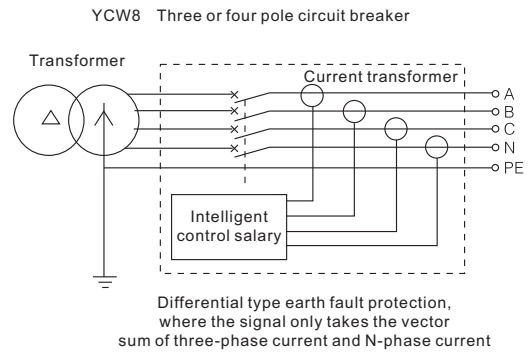 YCW8 Three or four pole circuit breaker
Transformer
Current transformer
A
B
C
N
PE
Intelligent
control salary
Differential type earth fault protection,
where the signal only takes the vector
sum of three-phase current and N-phase current